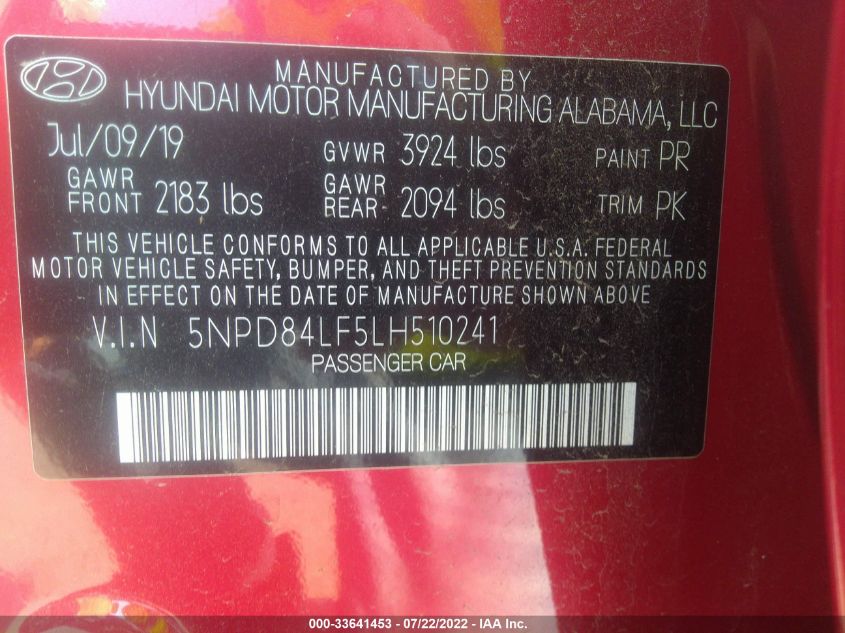 MANUFACTURED BY
HYUNDAI MOTOR MANUFACTURING ALABAMA, LLC
Jul/09/19 GVWR 3924 lbs PAINT PR
GAWR FRONT 2183 lbs GAWR REAR 2094 lbs TRIM PK
THIS VEHICLE CONFORMS TO ALL APPLICABLE U.S.A. FEDERAL
MOTOR VEHICLE SAFETY, BUMPER, AND THEFT PREVENTION STANDARDS
IN EFFECT ON THE DATE OF MANUFACTURE SHOWN ABOVE
V.I.N 5NPD84LF5LH510241
PASSENGER CAR
000-33641453 - 07/22/2022 - IAA Inc.